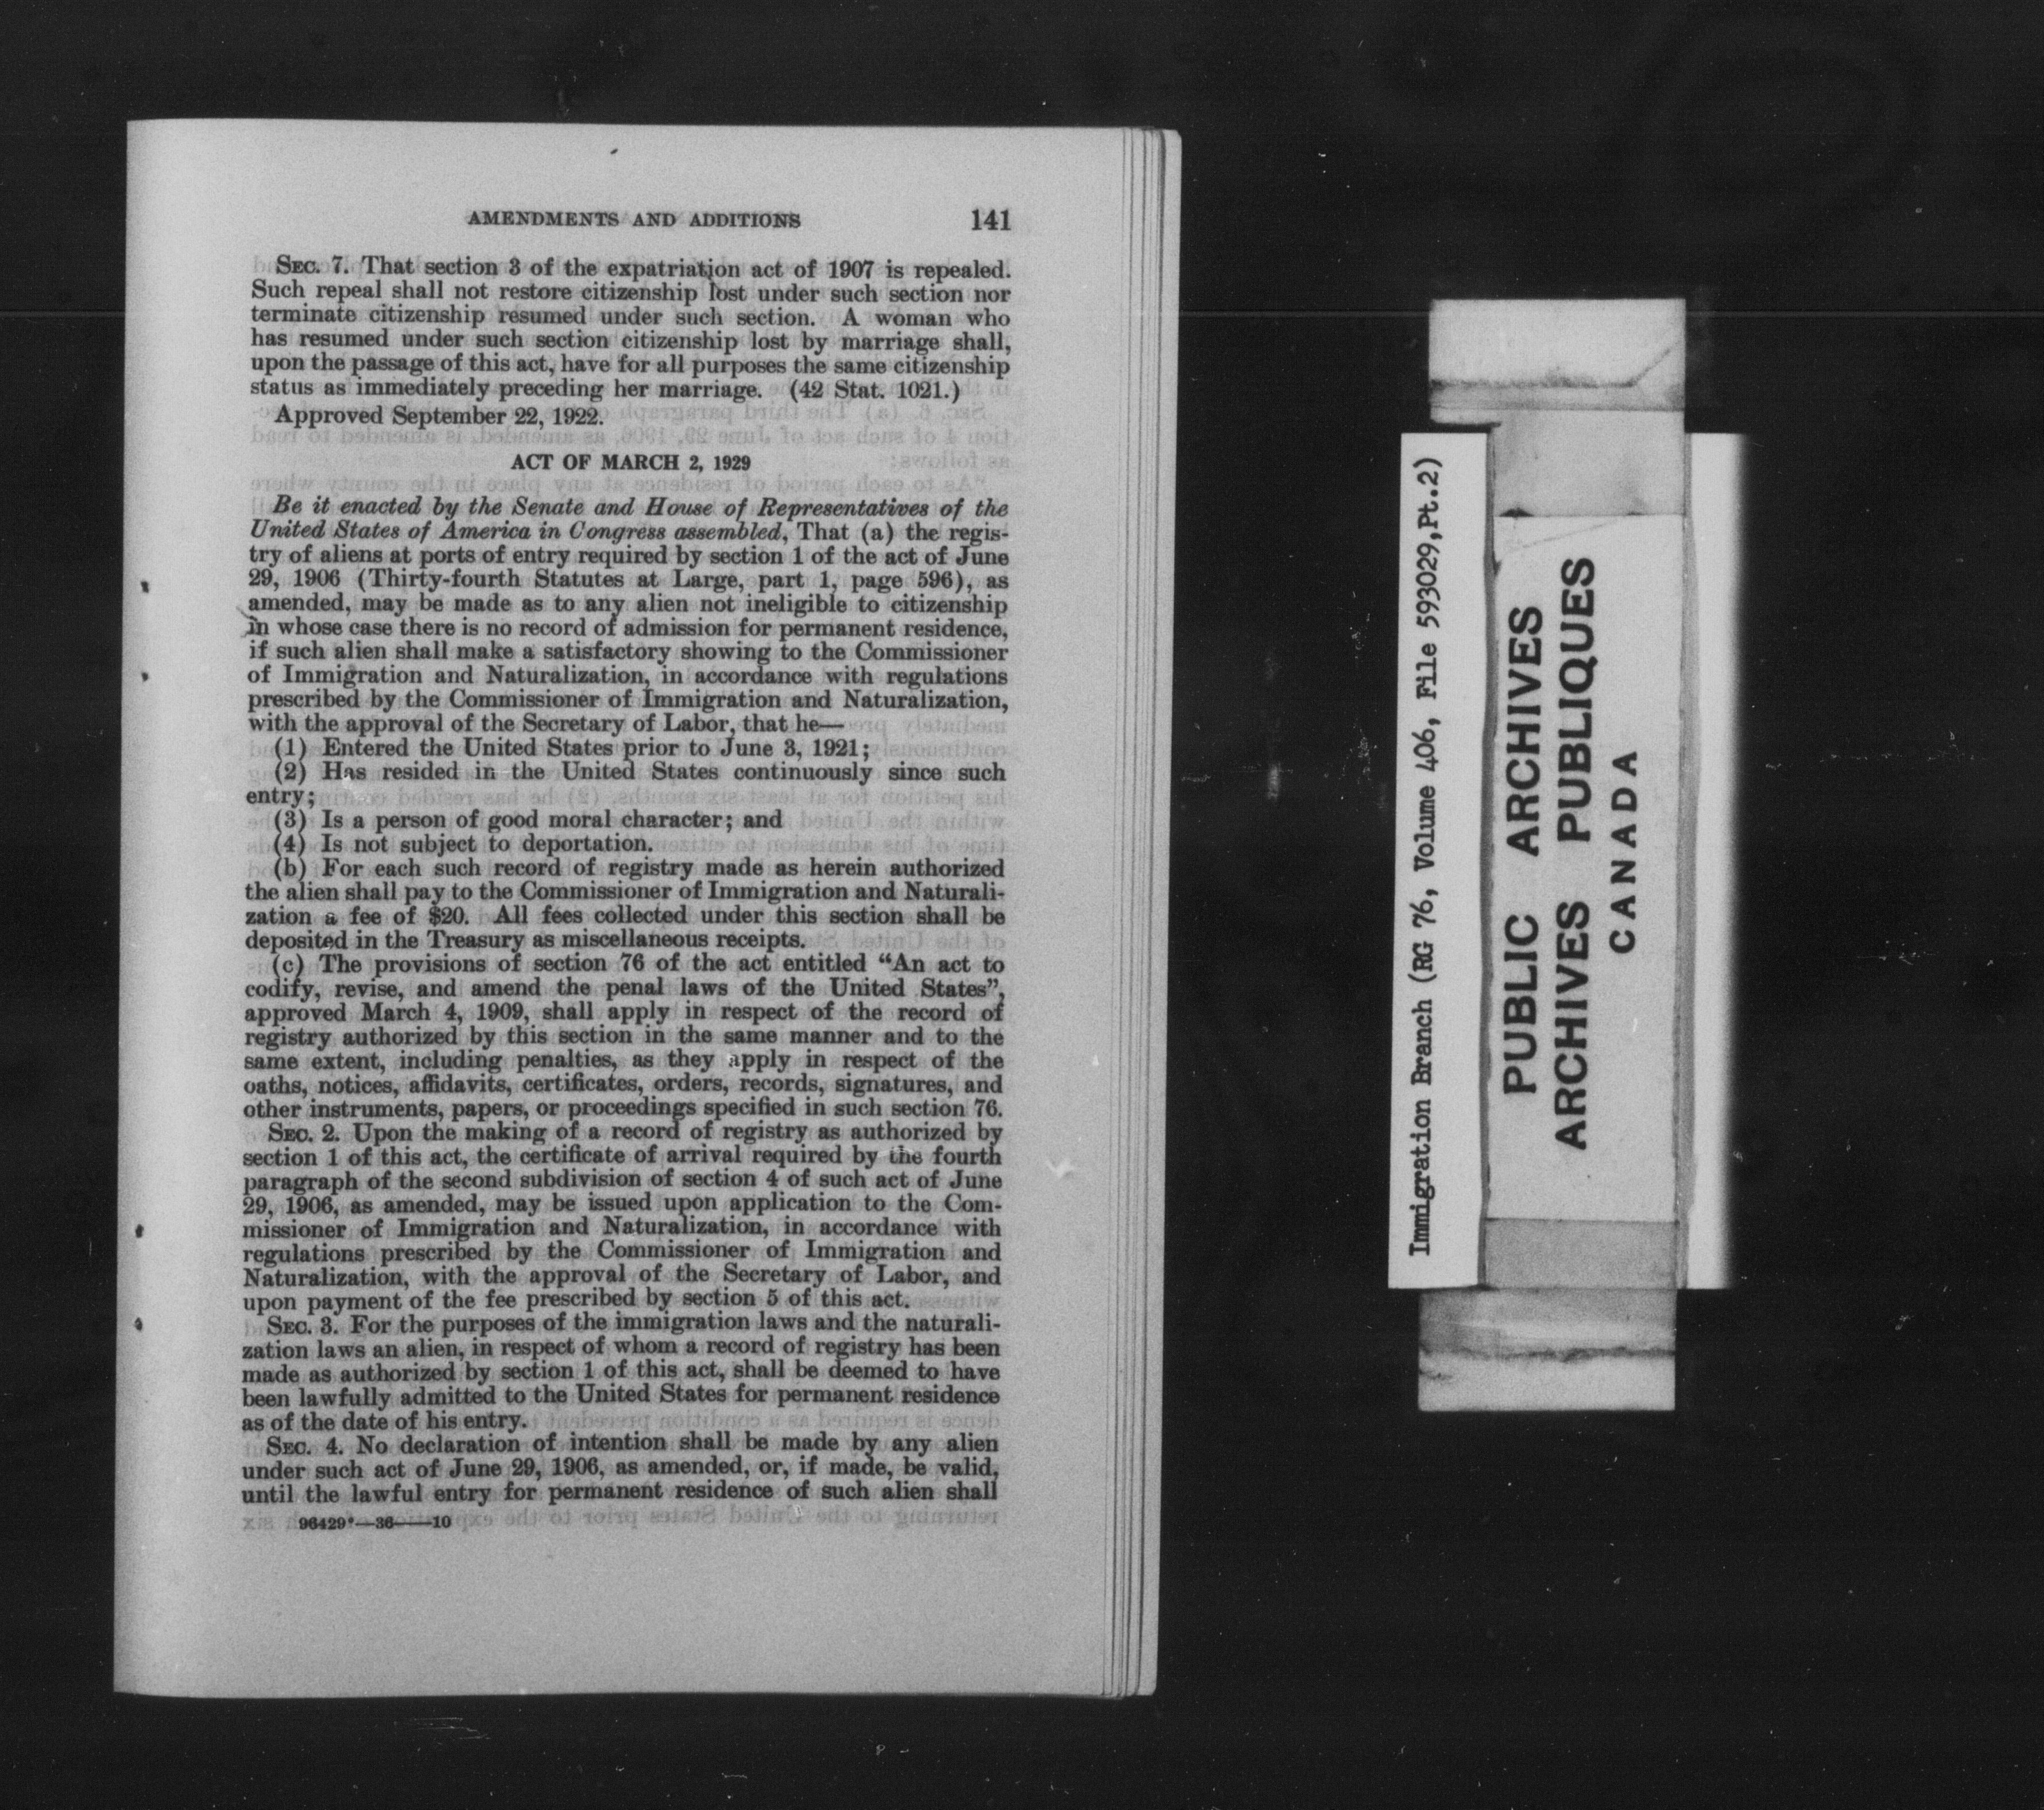 AMENDMENTS AND ADDITIONS 141
SEC. 7. That section 3 of the expatriation act of 1907 is repealed.
Such repeal shall not restore citizenship lost under such section nor
terminate citizenship resumed under such section. A woman who
has resumed under such section citizenship lost by marriage shall,
upon the passage of this act, have for all purposes the same citizenship
status as immediately preceding her marriage. (42 Stat. 1021.)
Approved September 22, 1922.
ACT OF MARCH 2, 1929
Be it enacted by the Senate and House of Representatives of the
United States of America in Congress assembled, That (a) the regis-
try of aliens at ports of entry required by section 1 of the act of June
29, 1906 (Thirty-fourth Statutes at Large, part 1, page 596), as
amended, may be made as to any alien not ineligible to citizenship
in whose case there is no record of admission for permanent residence,
if such alien shall make a satisfactory showing to the Commissioner
of Immigration and Naturalization, in accordance with regulations
prescribed by the Commissioner of Immigration and Naturalization,
with the approval of the Secretary of Labor, that he—
(1) Entered the United States prior to June 3, 1921;
(2) Has resided in the United States continuously since such
entry;
(3) Is a person of good moral character; and
(4) Is not subject to deportation.
(b) For each such record of registry made as herein authorized
the alien shall pay to the Commissioner of Immigration and Naturali-
zation a fee of $20. All fees collected under this section shall be
deposited in the Treasury as miscellaneous receipts.
(c) The provisions of section 76 of the act entitled “An act to
codify, revise, and amend the penal laws of the United States”,
approved March 4, 1909, shall apply in respect of the record of
registry authorized by this section in the same manner and to the
same extent, including penalties, as they apply in respect of the
oaths, notices, affidavits, certificates, orders, records, signatures, and
other instruments, papers, or proceedings specified in such section 76.
SEC. 2. Upon the making of a record of registry as authorized by
section 1 of this act, the certificate of arrival required by the fourth
paragraph of the second subdivision of section 4 of such act of June
29, 1906, as amended, may be issued upon application to the Com-
missioner of Immigration and Naturalization, in accordance with
regulations prescribed by the Commissioner of Immigration and
Naturalization, with the approval of the Secretary of Labor, and
upon payment of the fee prescribed by section 5 of this act.
SEC. 3. For the purposes of the immigration laws and the naturali-
zation laws an alien, in respect of whom a record of registry has been
made as authorized by section 1 of this act, shall be deemed to have
been lawfully admitted to the United States for permanent residence
as of the date of his entry.
SEC. 4. No declaration of intention shall be made by any alien
under such act of June 29, 1906, as amended, or, if made, be valid,
until the lawful entry for permanent residence of such alien shall
96429°—36——10
Immigration Branch (RG 76, Volume 406, File 593029,Pt.2)
PUBLIC ARCHIVES
ARCHIVES PUBLIQUES
CANADA